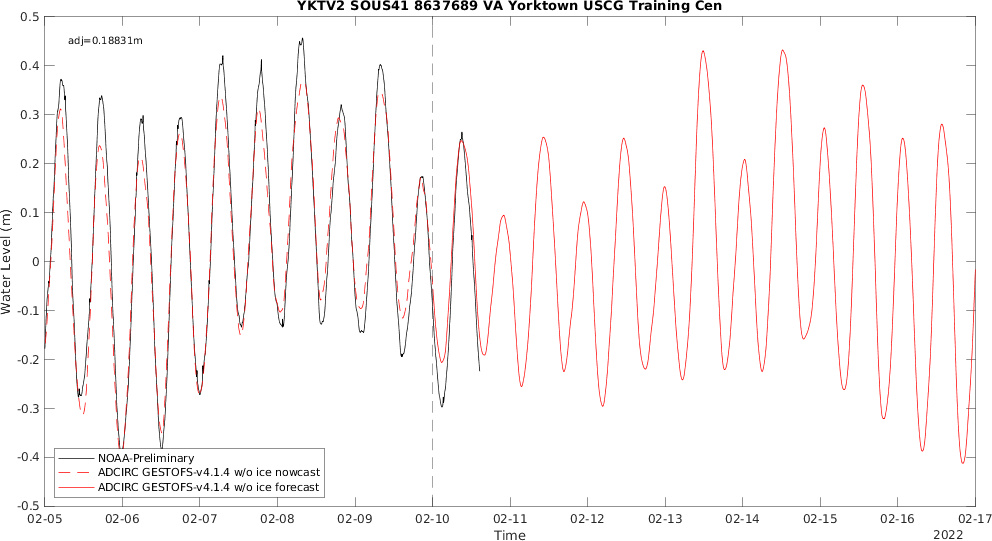 YKTV2 SOUS41 8637689 VA Yorktown USCG Training Cen
adj=0.18831m
0.5
0.4
0.3
0.2
0.1
0
-0.1
-0.2
-0.3
-0.4
-0.5
Water Level (m)
NOAA-Preliminary
ADCIRC GESTOFS-v4.1.4 w/o ice nowcast
ADCIRC GESTOFS-v4.1.4 w/o ice forecast
02-05 02-06 02-07 02-08 02-09 02-10 02-11 02-12 02-13 02-14 02-15 02-16 02-17
Time
2022